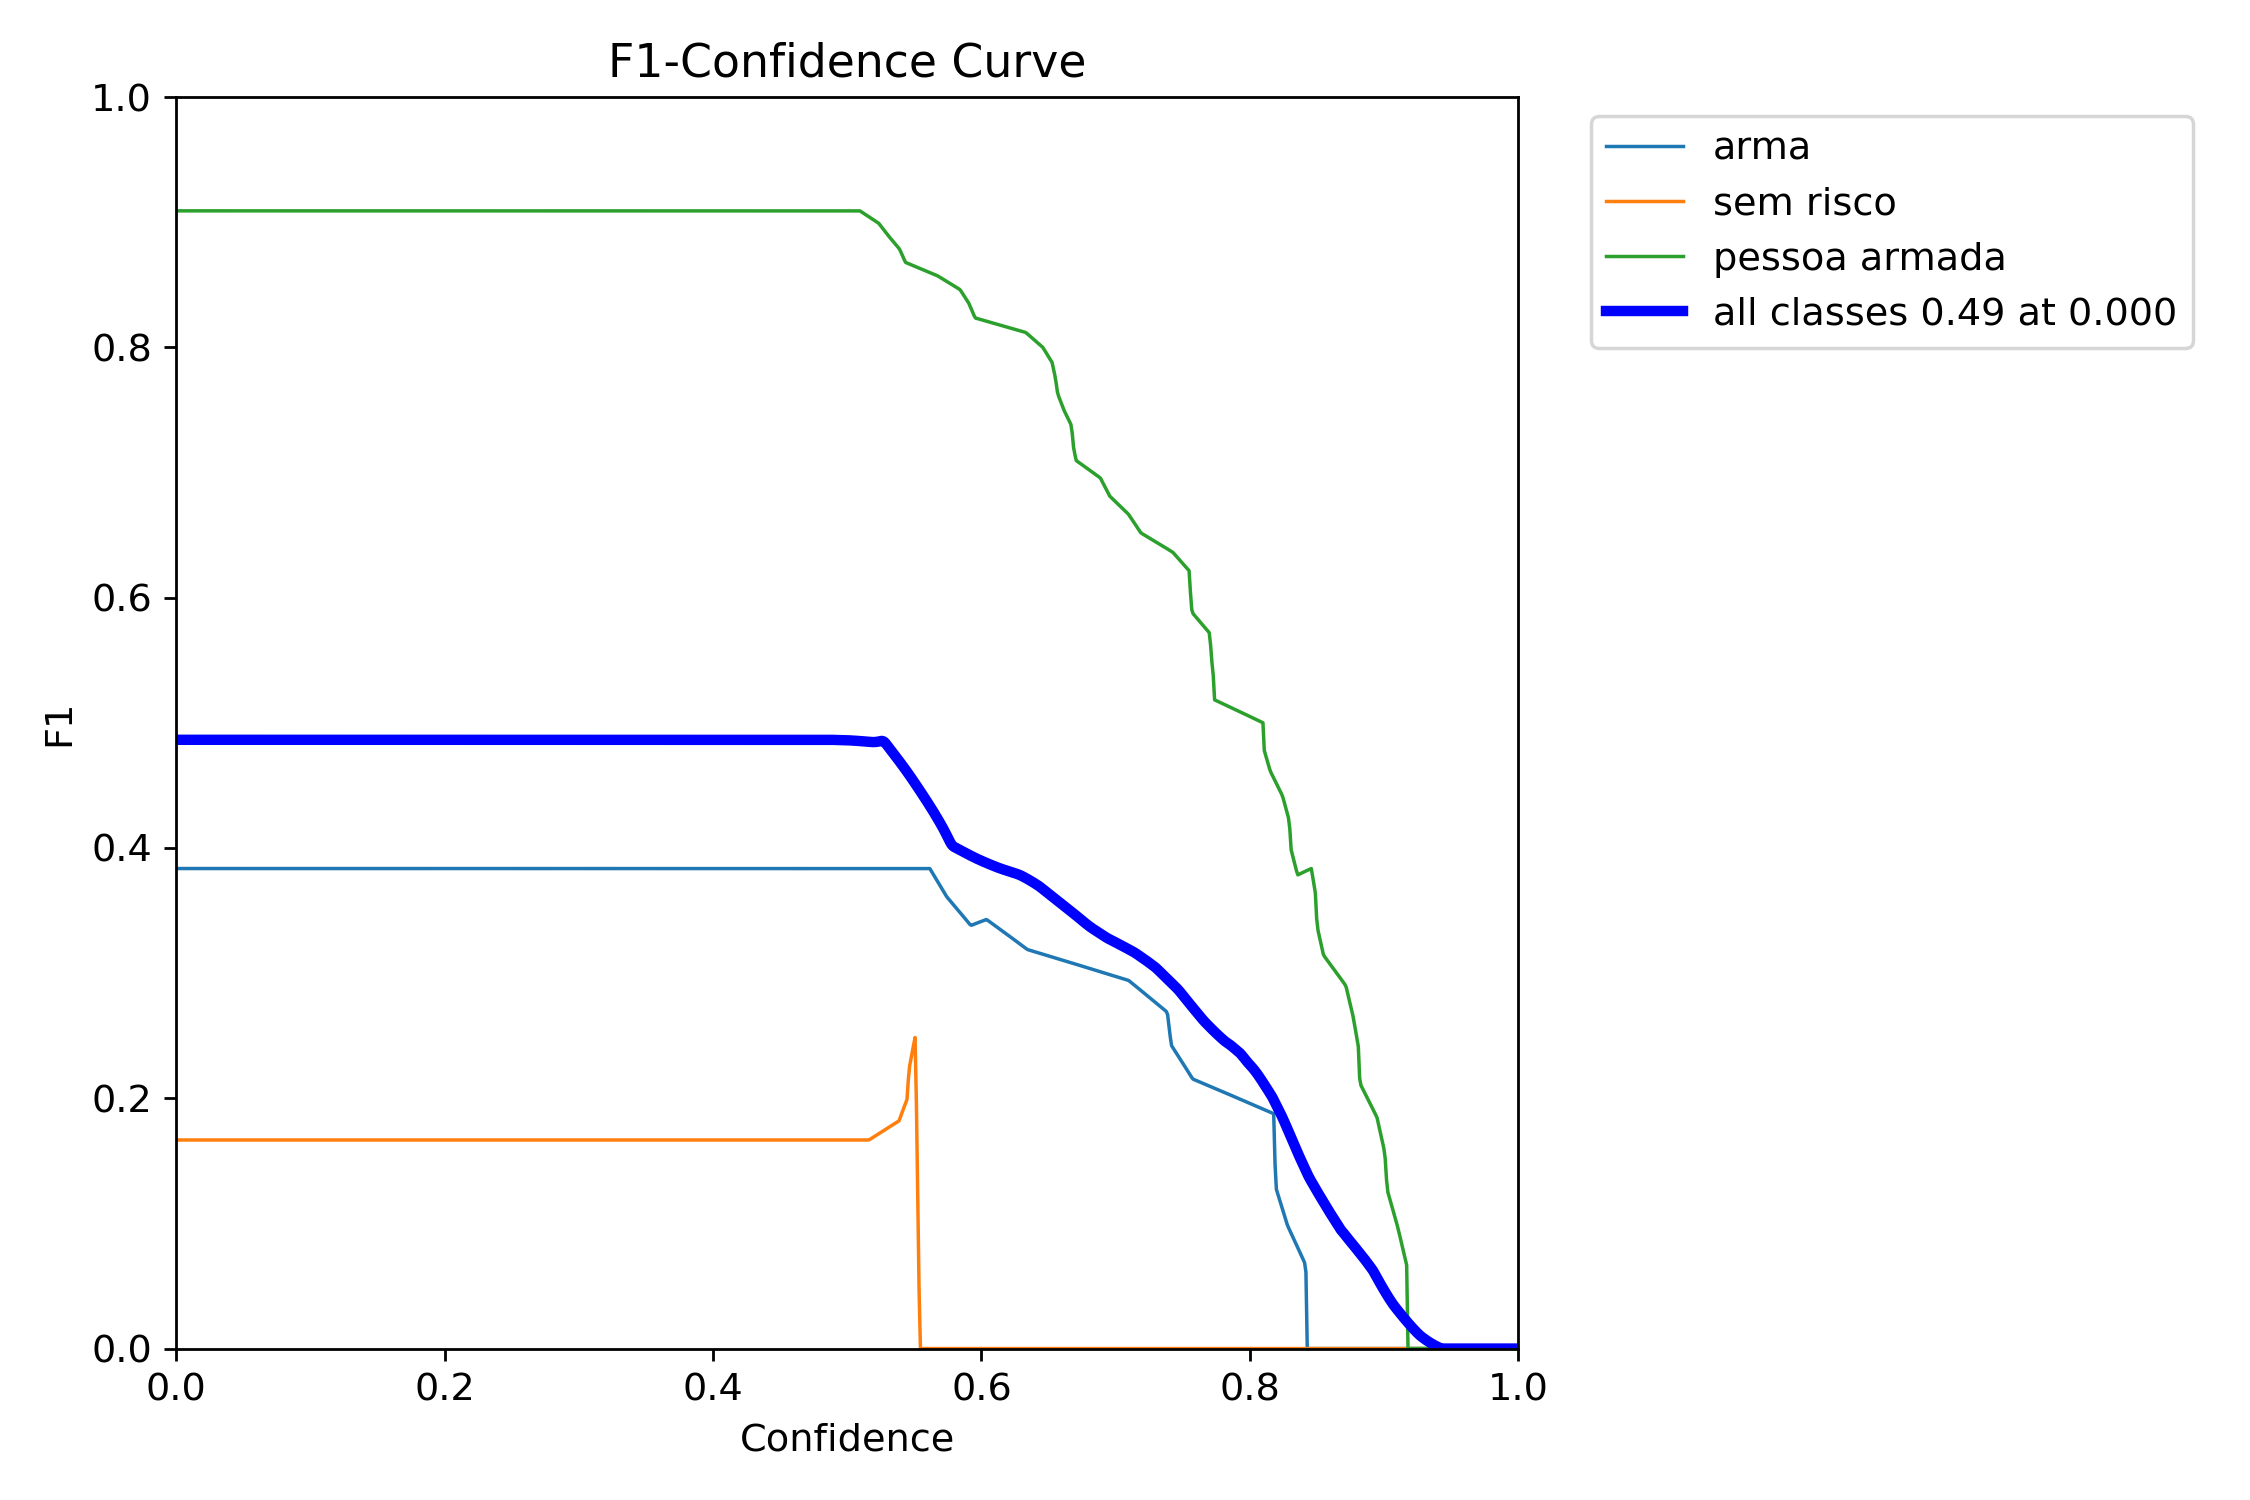 F1-Confidence Curve
1.0
0.8
0.6
0.4
0.2
0.0
F1
0.0 0.2 0.4 0.6 0.8 1.0
Confidence
arma
sem risco
pessoa armada
all classes 0.49 at 0.000